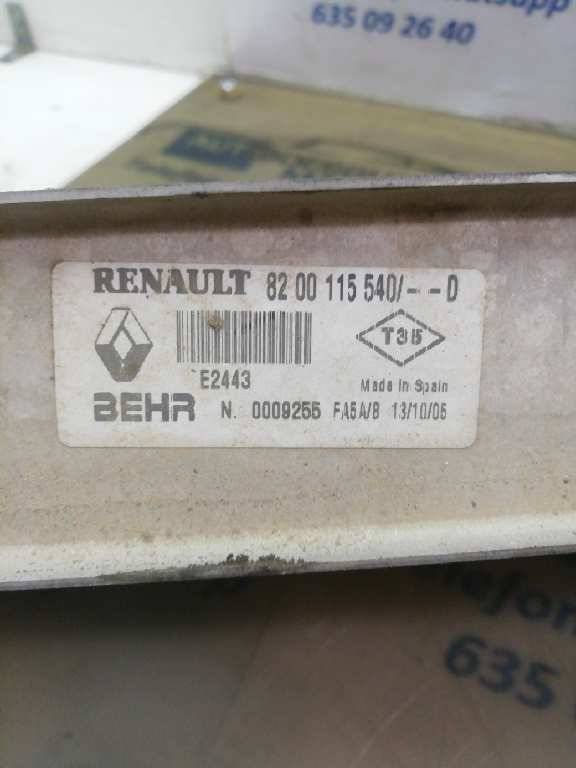 635 09 26 40
RENAULT 82 00 115 540/- -D
T35
E2443
Made In Spain
BEHR N. 0009255 FA5A/B 13/10/05
635